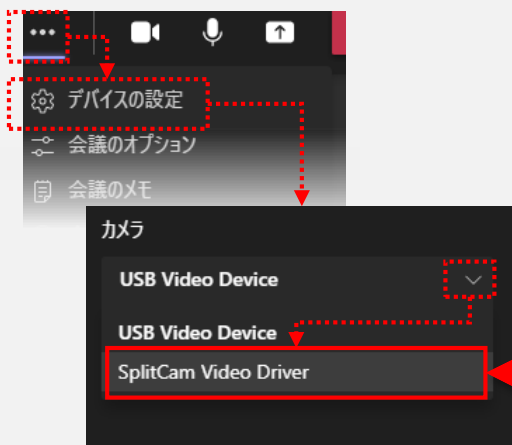 デバイスの設定
会議のオプション
会議のメモ
カメラ
USB Video Device
USB Video Device
SplitCam Video Driver